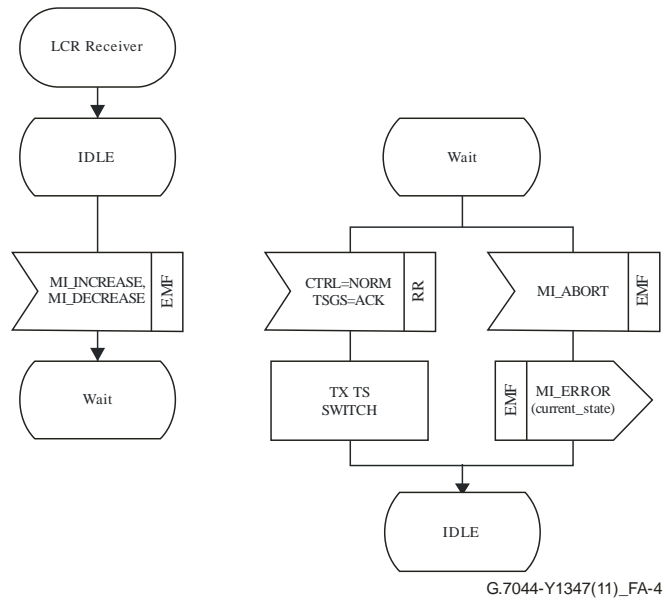 LCR Receiver
IDLE
MI_INCREASE,
MI_DECREASE
EMF
Wait
Wait
CTRL=NORM
TSGS=ACK
RR
MI_ABORT
EMF
TX TS
SWITCH
EMF
MI_ERROR
(current_state)
IDLE
G.7044-Y1347(11)_FA-4